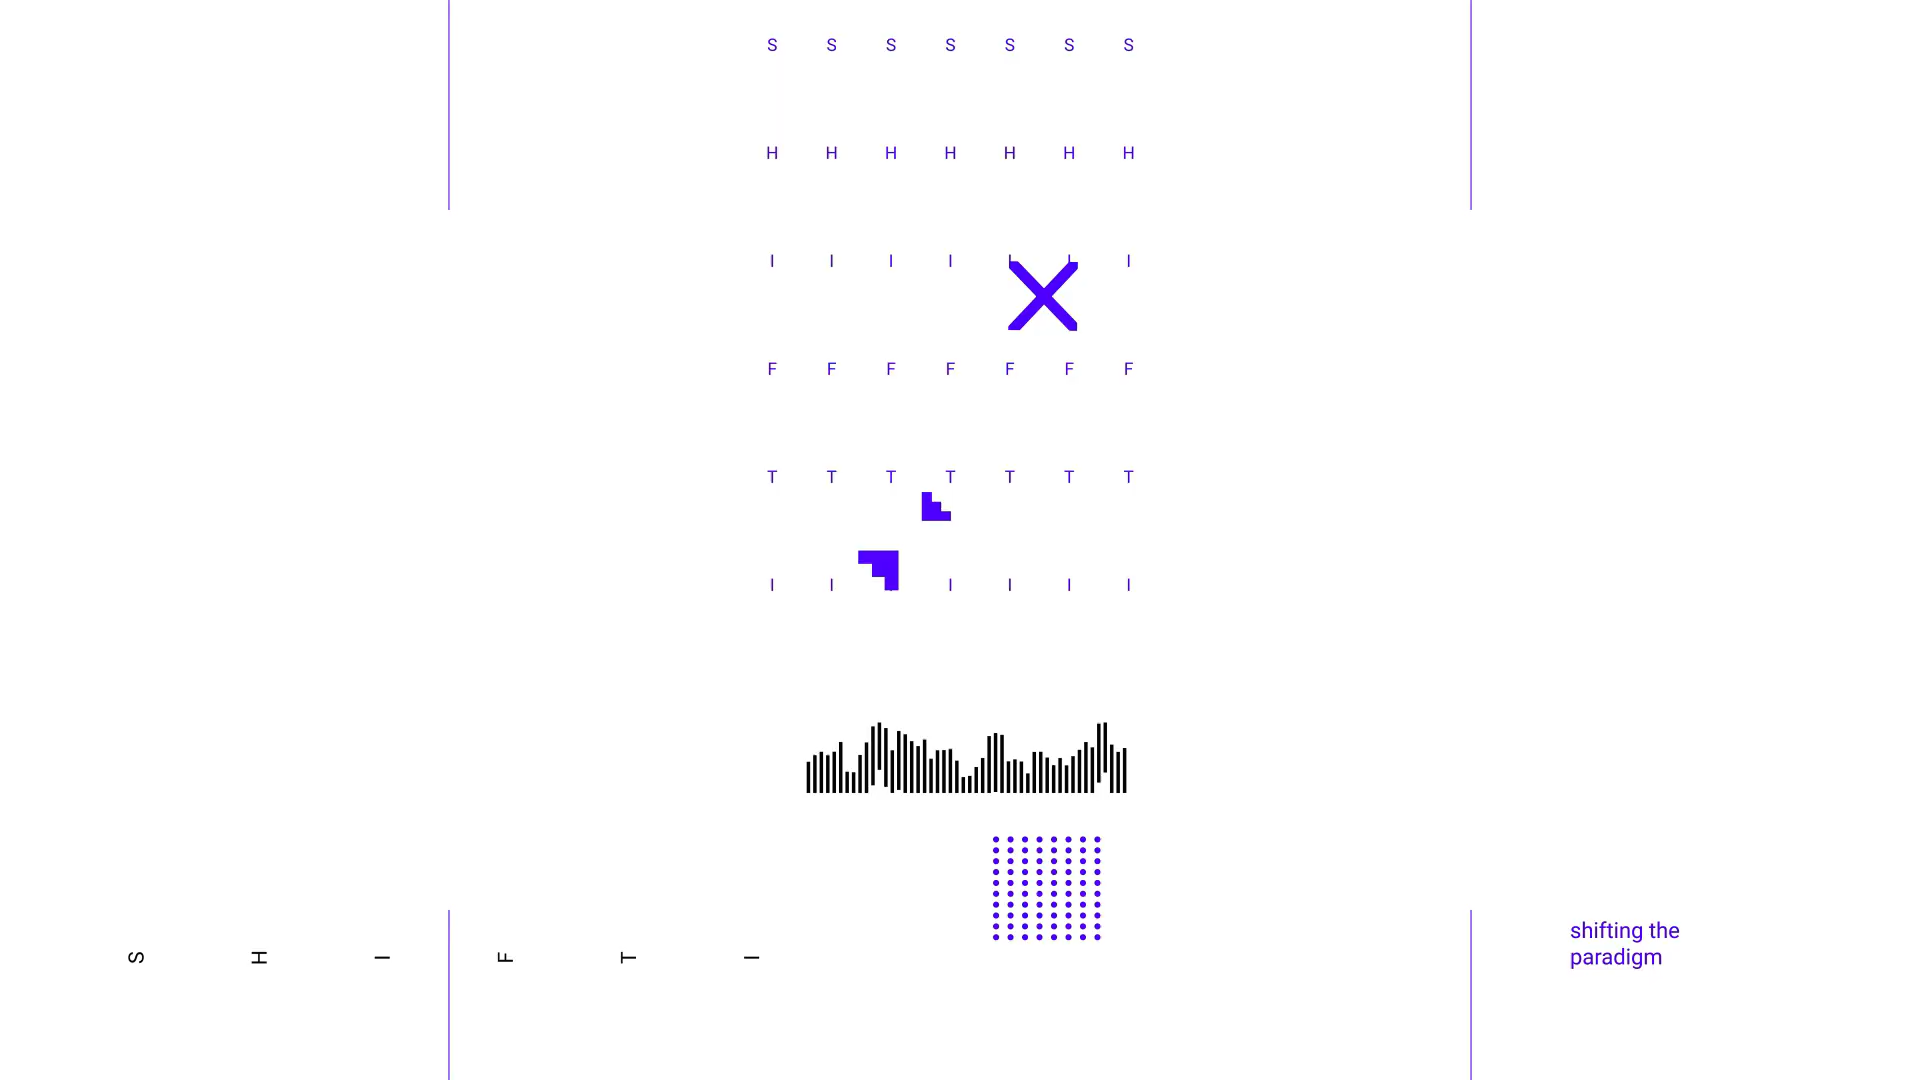 S S S S S S S
H H H H H H H
I I I I I I I
F F F F F F F
T T T T T T T
I I I I I I
S H I F T I
shifting the
paradigm